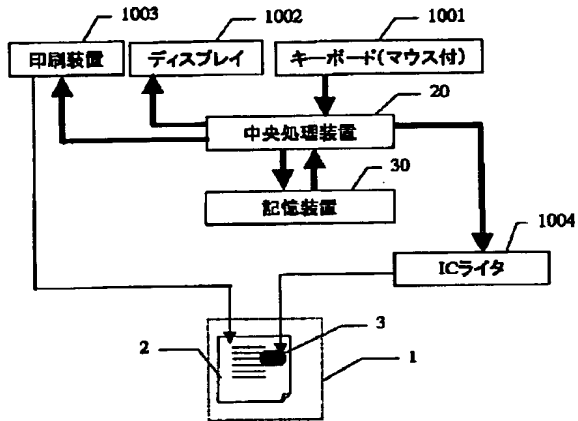 1003
1002
1001
印刷装置
ディスプレイ
キーボード(マウス付)
20
中央処理装置
30
記憶装置
1004
ICライタ
3
2
1